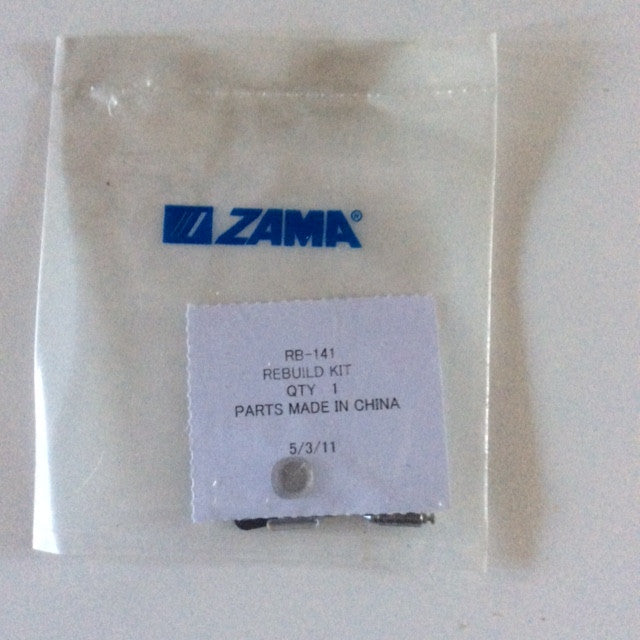 ZAMA®
RB-141
REBUILD KIT
QTY 1
PARTS MADE IN CHINA
5/3/11